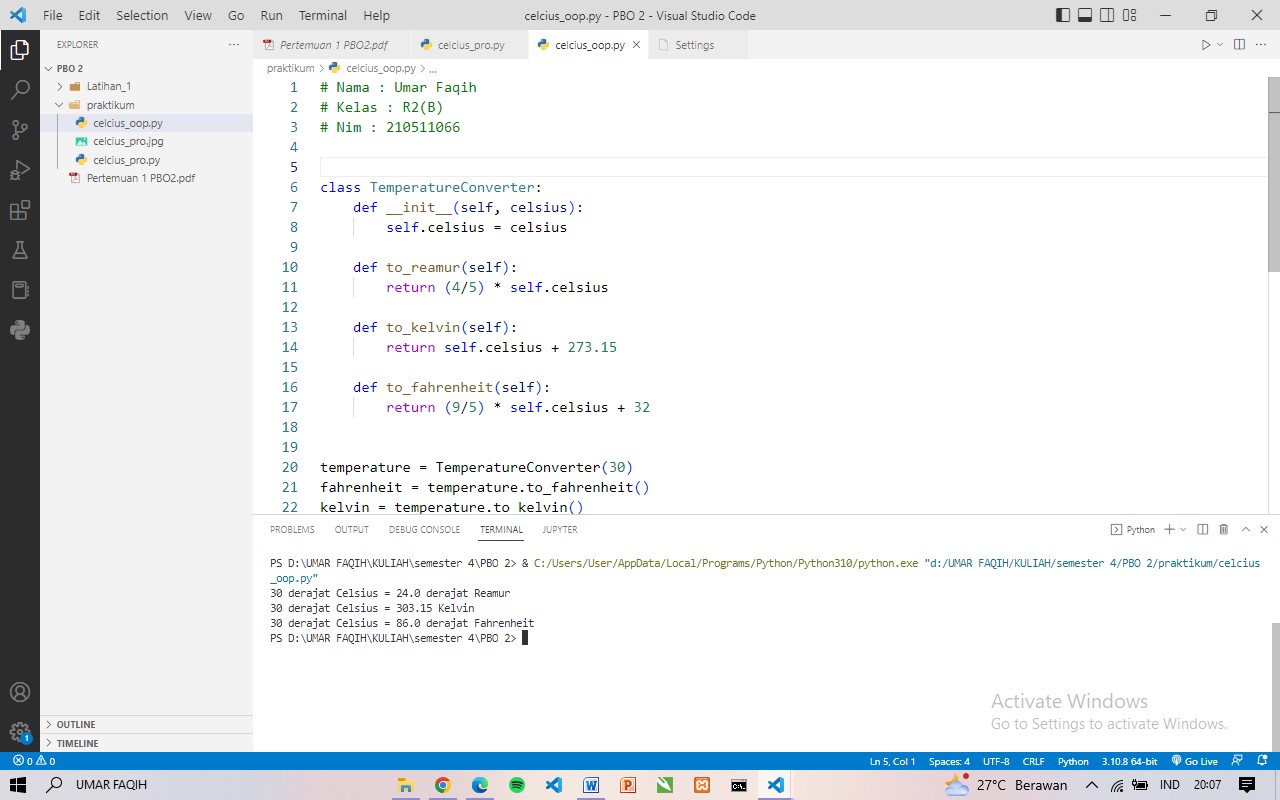 File Edit Selection View Go Run Terminal Help celcius_oop.py - PBO 2 - Visual Studio Code
EXPLORER
Pertemuan 1 PBO2.pdf celcius_pro.py celcius_oop.py Settings
PBO 2
Latihan_1
praktikum
celcius_oop.py
celcius_pro.jpg
celcius_pro.py
Pertemuan 1 PBO2.pdf
OUTLINE
TIMELINE
praktikum > celcius_oop.py > ...
1 # Nama : Umar Faqih
2 # Kelas : R2(B)
3 # Nim : 210511066
4
5
6 class TemperatureConverter:
7 def __init__(self, celsius):
8 self.celsius = celsius
9
10 def to_reamur(self):
11 return (4/5) * self.celsius
12
13 def to_kelvin(self):
14 return self.celsius + 273.15
15
16 def to_fahrenheit(self):
17 return (9/5) * self.celsius + 32
18
19
20 temperature = TemperatureConverter(30)
21 fahrenheit = temperature.to_fahrenheit()
22 kelvin = temperature.to_kelvin()
PROBLEMS OUTPUT DEBUG CONSOLE TERMINAL JUPYTER Python
PS D:\UMAR FAQIH\KULIAH\semester 4\PBO 2> & C:/Users/User/AppData/Local/Programs/Python/Python310/python.exe "d:/UMAR FAQIH/KULIAH/semester 4/PBO 2/praktikum/celcius
_oop.py"
30 derajat Celsius = 24.0 derajat Reamur
30 derajat Celsius = 303.15 Kelvin
30 derajat Celsius = 86.0 derajat Fahrenheit
PS D:\UMAR FAQIH\KULIAH\semester 4\PBO 2>
Activate Windows
Go to Settings to activate Windows.
1
0 0 Ln 5, Col 1 Spaces: 4 UTF-8 CRLF Python 3.10.8 64-bit Go Live
UMAR FAQIH 27°C Berawan IND 20:07